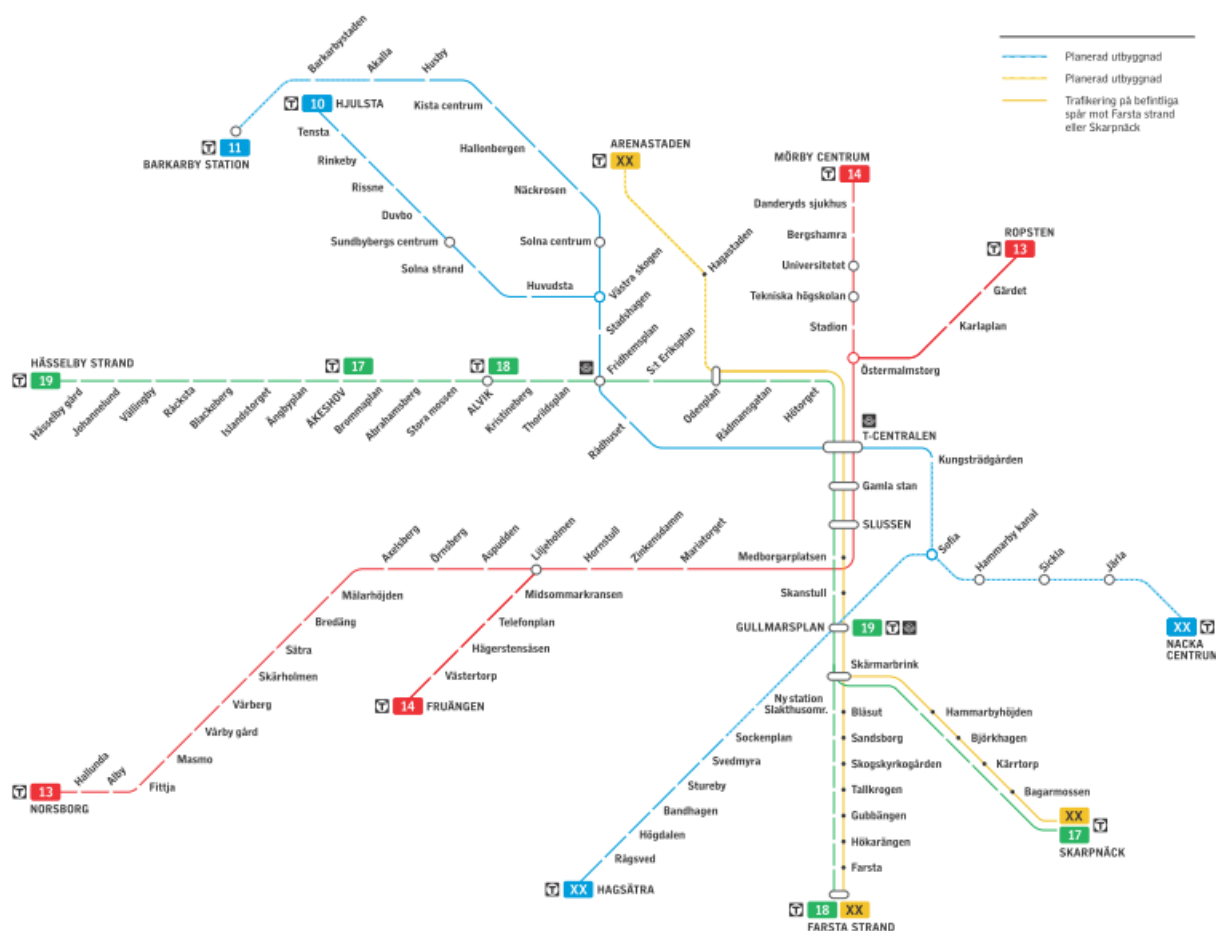 Barkarbystaden
Akalla
Husby
Planerad utbyggnad
Planerad utbyggnad
Trafikering på befintliga
spår mot Farsta strand
eller Skarpnäck
T 10 HJULSTA
Kista centrum
Tensta
T 11
BARKARBY STATION
Rinkeby
Hallonbergen
ARENASTADEN
T XX
MÖRBY CENTRUM
T 14
Rissne
Näckrosen
Danderyds sjukhus
Duvbo
Bergshamra
ROPSTEN
T 13
Sundbybergs centrum
Solna centrum
Hagastaden
Universitetet
Solna strand
Gärdet
Huvudsta
Västra skogen
Tekniska högskolan
Stadshagen
Stadion
Karlaplan
HÄSSELBY STRAND
T 19
T 17
T 18
Fridhemsplan
S:t Eriksplan
Östermalmstorg
Hässelby gård
Johannelund
Vällingby
Råcksta
Blackeberg
Islandstorget
Ängbyplan
ÅKESHOV
Brommaplan
Abrahamsberg
Stora mossen
ALVIK
Kristineberg
Thorildsplan
Rådhuset
Odenplan
Rådmansgatan
Hötorget
T-CENTRALEN
Kungsträdgården
Gamla stan
SLUSSEN
Axelsberg
Örnsberg
Aspudden
Liljeholmen
Hornstull
Zinkensdamm
Mariatorget
Medborgarplatsen
Sofia
Hammarby kanal
Sickla
Järla
Mälarhöjden
Midsommarkransen
Skanstull
Bredäng
Telefonplan
GULLMARSPLAN
19 T
XX T
NACKA
CENTRUM
Sätra
Hägerstensåsen
Skärholmen
Västertorp
Skärmarbrink
Vårberg
T 14 FRUÄNGEN
Ny station
Slakthusomr.
Blåsut
Hammarbyhöjden
Vårby gård
Sockenplan
Sandsborg
Björkhagen
Masmo
Svedmyra
Skogskyrkogården
Kärrtorp
Hallunda
Alby
Fittja
T 13
NORSBORG
Stureby
Tallkrogen
Bagarmossen
Bandhagen
Gubbängen
XX
17 T
SKARPNÄCK
Högdalen
Hökarängen
Rågsved
Farsta
T XX HAGSÄTRA
T 18 XX
FARSTA STRAND